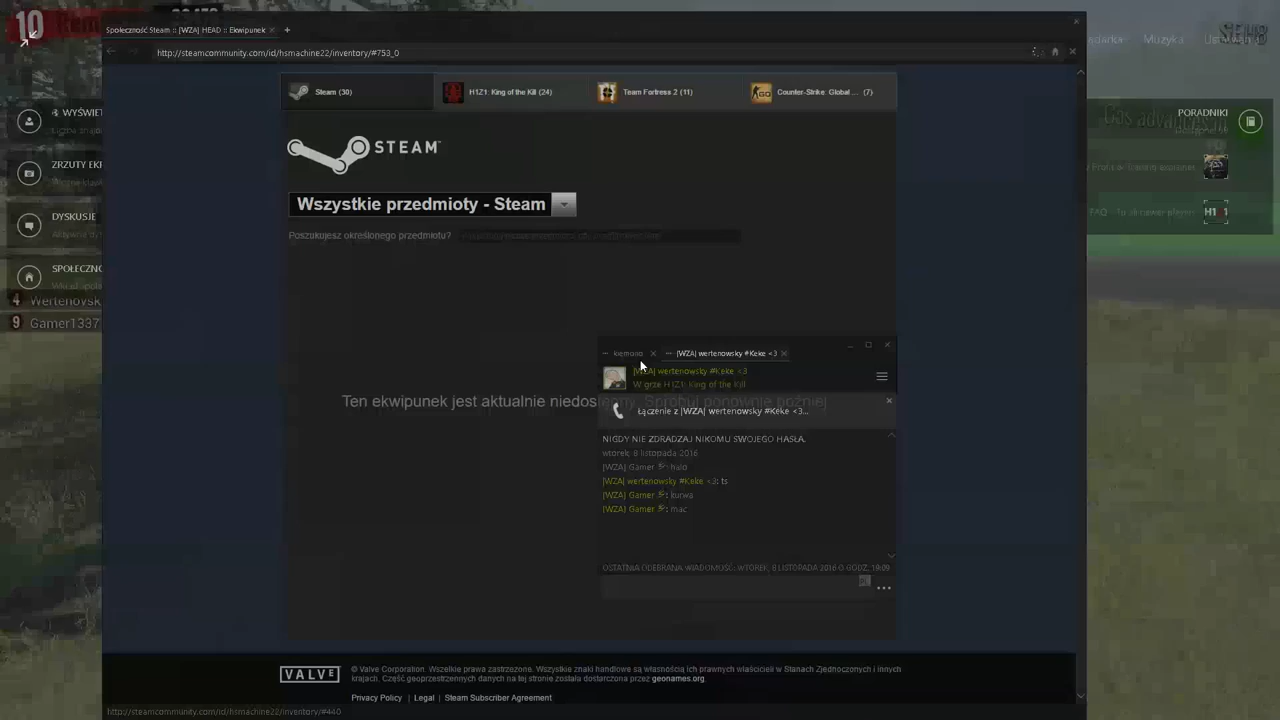 10
Społeczność Steam :: |WZA| HEAD :: Ekwipunek
http://steamcommunity.com/id/hsmachine22/inventory/#753_0
Muzyka
Steam (30)
H1Z1: King of the Kill (24)
Team Fortress 2 (11)
Counter-Strike: Global ... (7)
WYŚWIET
PORADNIKI
STEAM
ZRZUTY EKR
Wszystkie przedmioty - Steam
DYSKUSJE
Poszukujesz określonego przedmiotu?
SPOŁECZNO
4 Wertenovsk
9 Gamer1337
kiemono
|WZA| wertenowsky #Keke <3
|WZA| wertenowsky #Keke <3
W grze H1Z1: King of the Kill
Ten ekwipunek jest aktualnie niedostępny. Spróbuj ponownie później
Łączenie z |WZA| wertenowsky #Keke <3...
NIGDY NIE ZDRADZAJ NIKOMU SWOJEGO HASŁA.
wtorek, 8 listopada 2016
|WZA| Gamer: halo
|WZA| wertenowsky #Keke <3: ts
|WZA| Gamer: kurwa
|WZA| Gamer: mac
OSTATNIA ODEBRANA WIADOMOŚĆ: WTOREK, 8 LISTOPADA 2016 O GODZ. 19:09
VALVE
© Valve Corporation. Wszelkie prawa zastrzeżone. Wszystkie znaki handlowe są własnością ich prawnych właścicieli w Stanach Zjednoczonych i innych
krajach. Część geoprzestrzennych danych na tej stronie została dostarczona przez geonames.org.
Privacy Policy | Legal | Steam Subscriber Agreement
http://steamcommunity.com/id/hsmachine22/inventory/#440